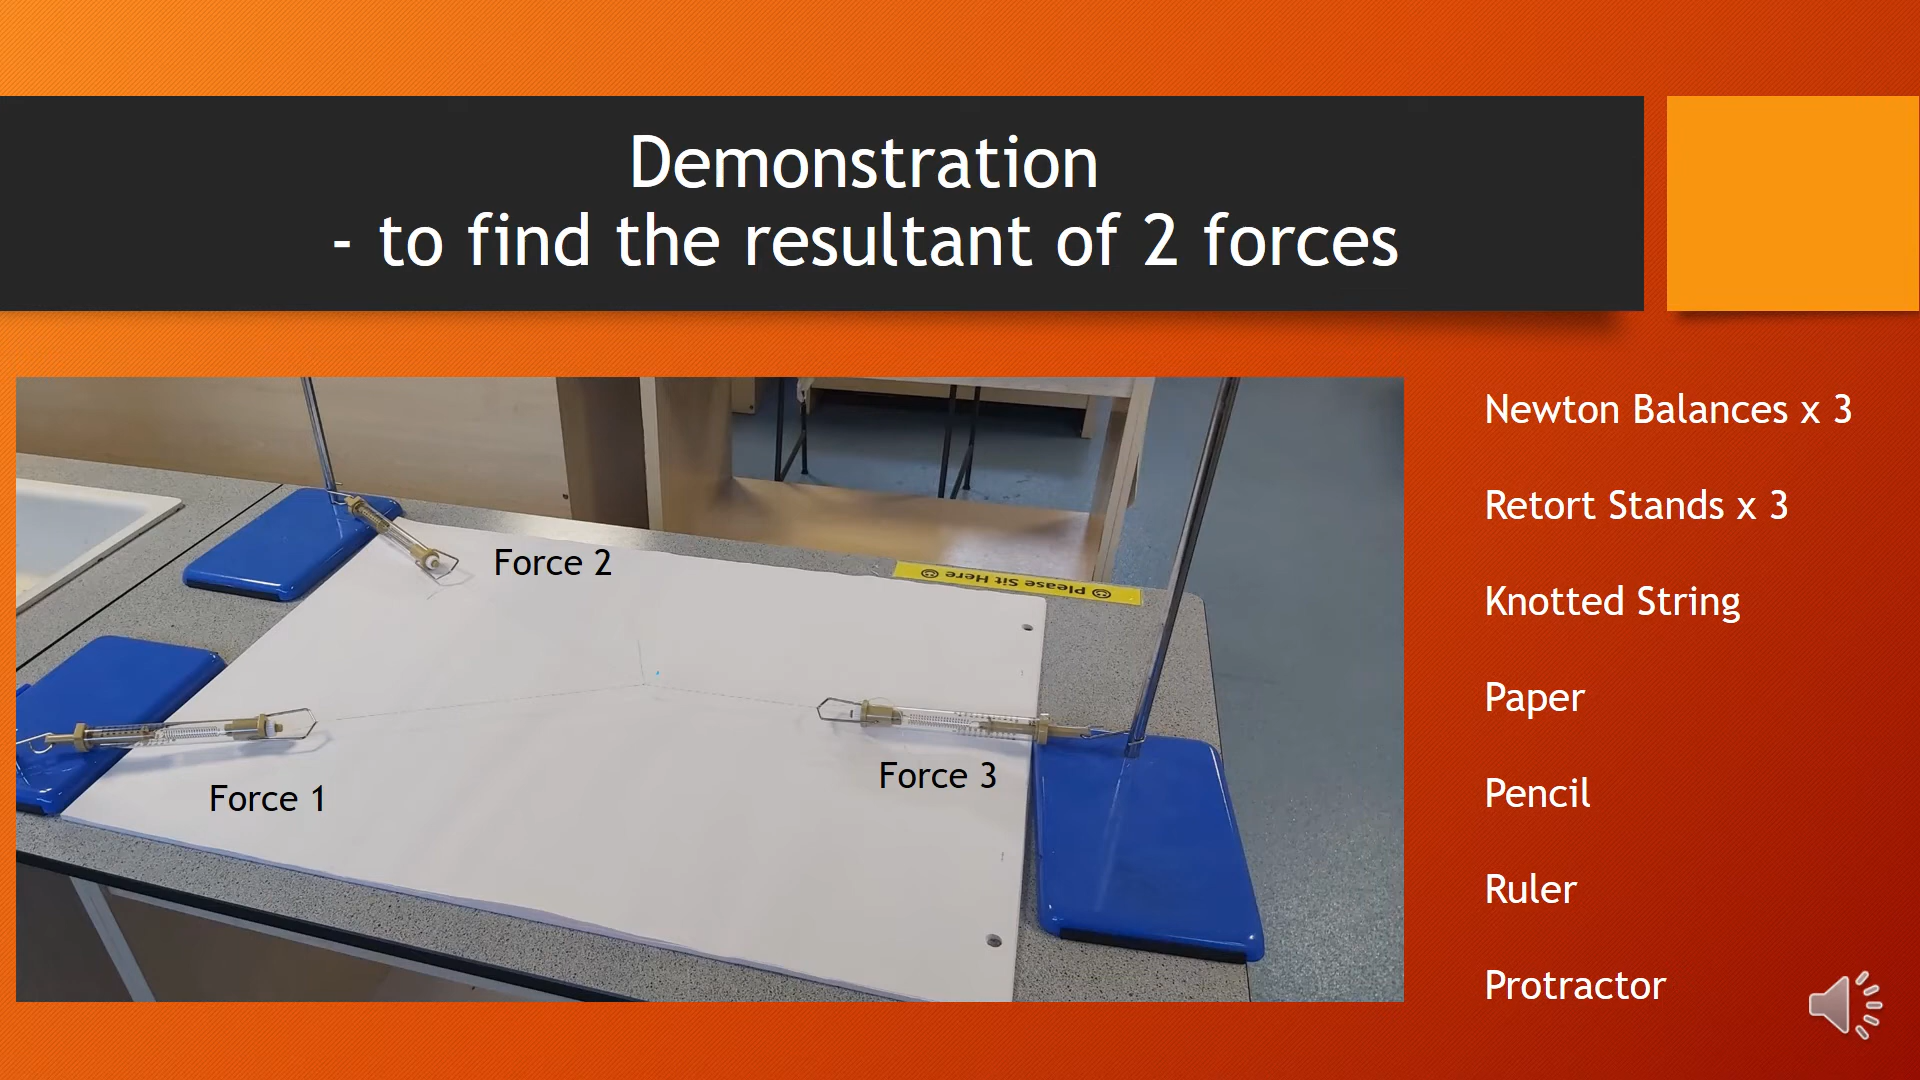 Demonstration
- to find the resultant of 2 forces
Newton Balances x 3
Retort Stands x 3
Knotted String
Paper
Pencil
Ruler
Protractor
Force 2
☺ Please Sit Here ☺
Force 3
Force 1